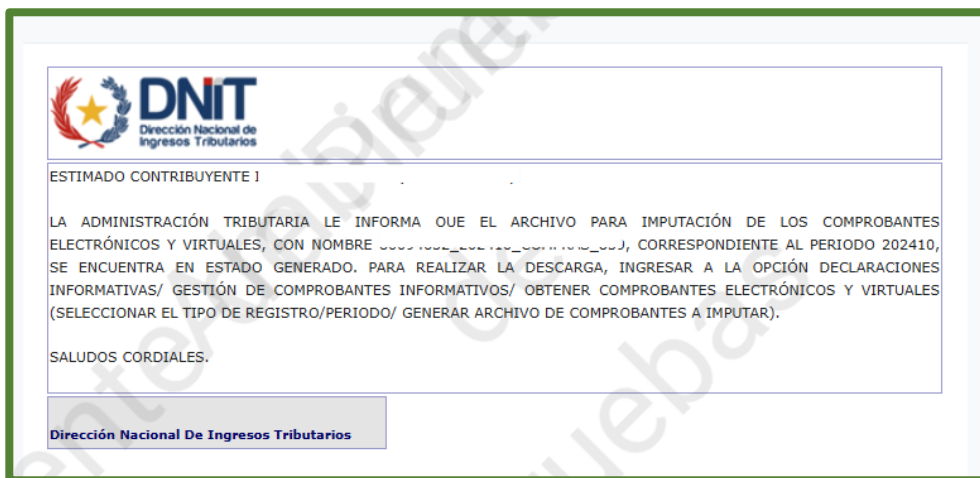 DNIT
Dirección Nacional de
Ingresos Tributarios
ESTIMADO CONTRIBUYENTE
LA ADMINISTRACIÓN TRIBUTARIA LE INFORMA QUE EL ARCHIVO PARA IMPUTACIÓN DE LOS COMPROBANTES
ELECTRÓNICOS Y VIRTUALES, CON NOMBRE , CORRESPONDIENTE AL PERIODO 202410,
SE ENCUENTRA EN ESTADO GENERADO. PARA REALIZAR LA DESCARGA, INGRESAR A LA OPCIÓN DECLARACIONES
INFORMATIVAS/ GESTIÓN DE COMPROBANTES INFORMATIVOS/ OBTENER COMPROBANTES ELECTRÓNICOS Y VIRTUALES
(SELECCIONAR EL TIPO DE REGISTRO/PERIODO/ GENERAR ARCHIVO DE COMPROBANTES A IMPUTAR).
SALUDOS CORDIALES.
Dirección Nacional De Ingresos Tributarios